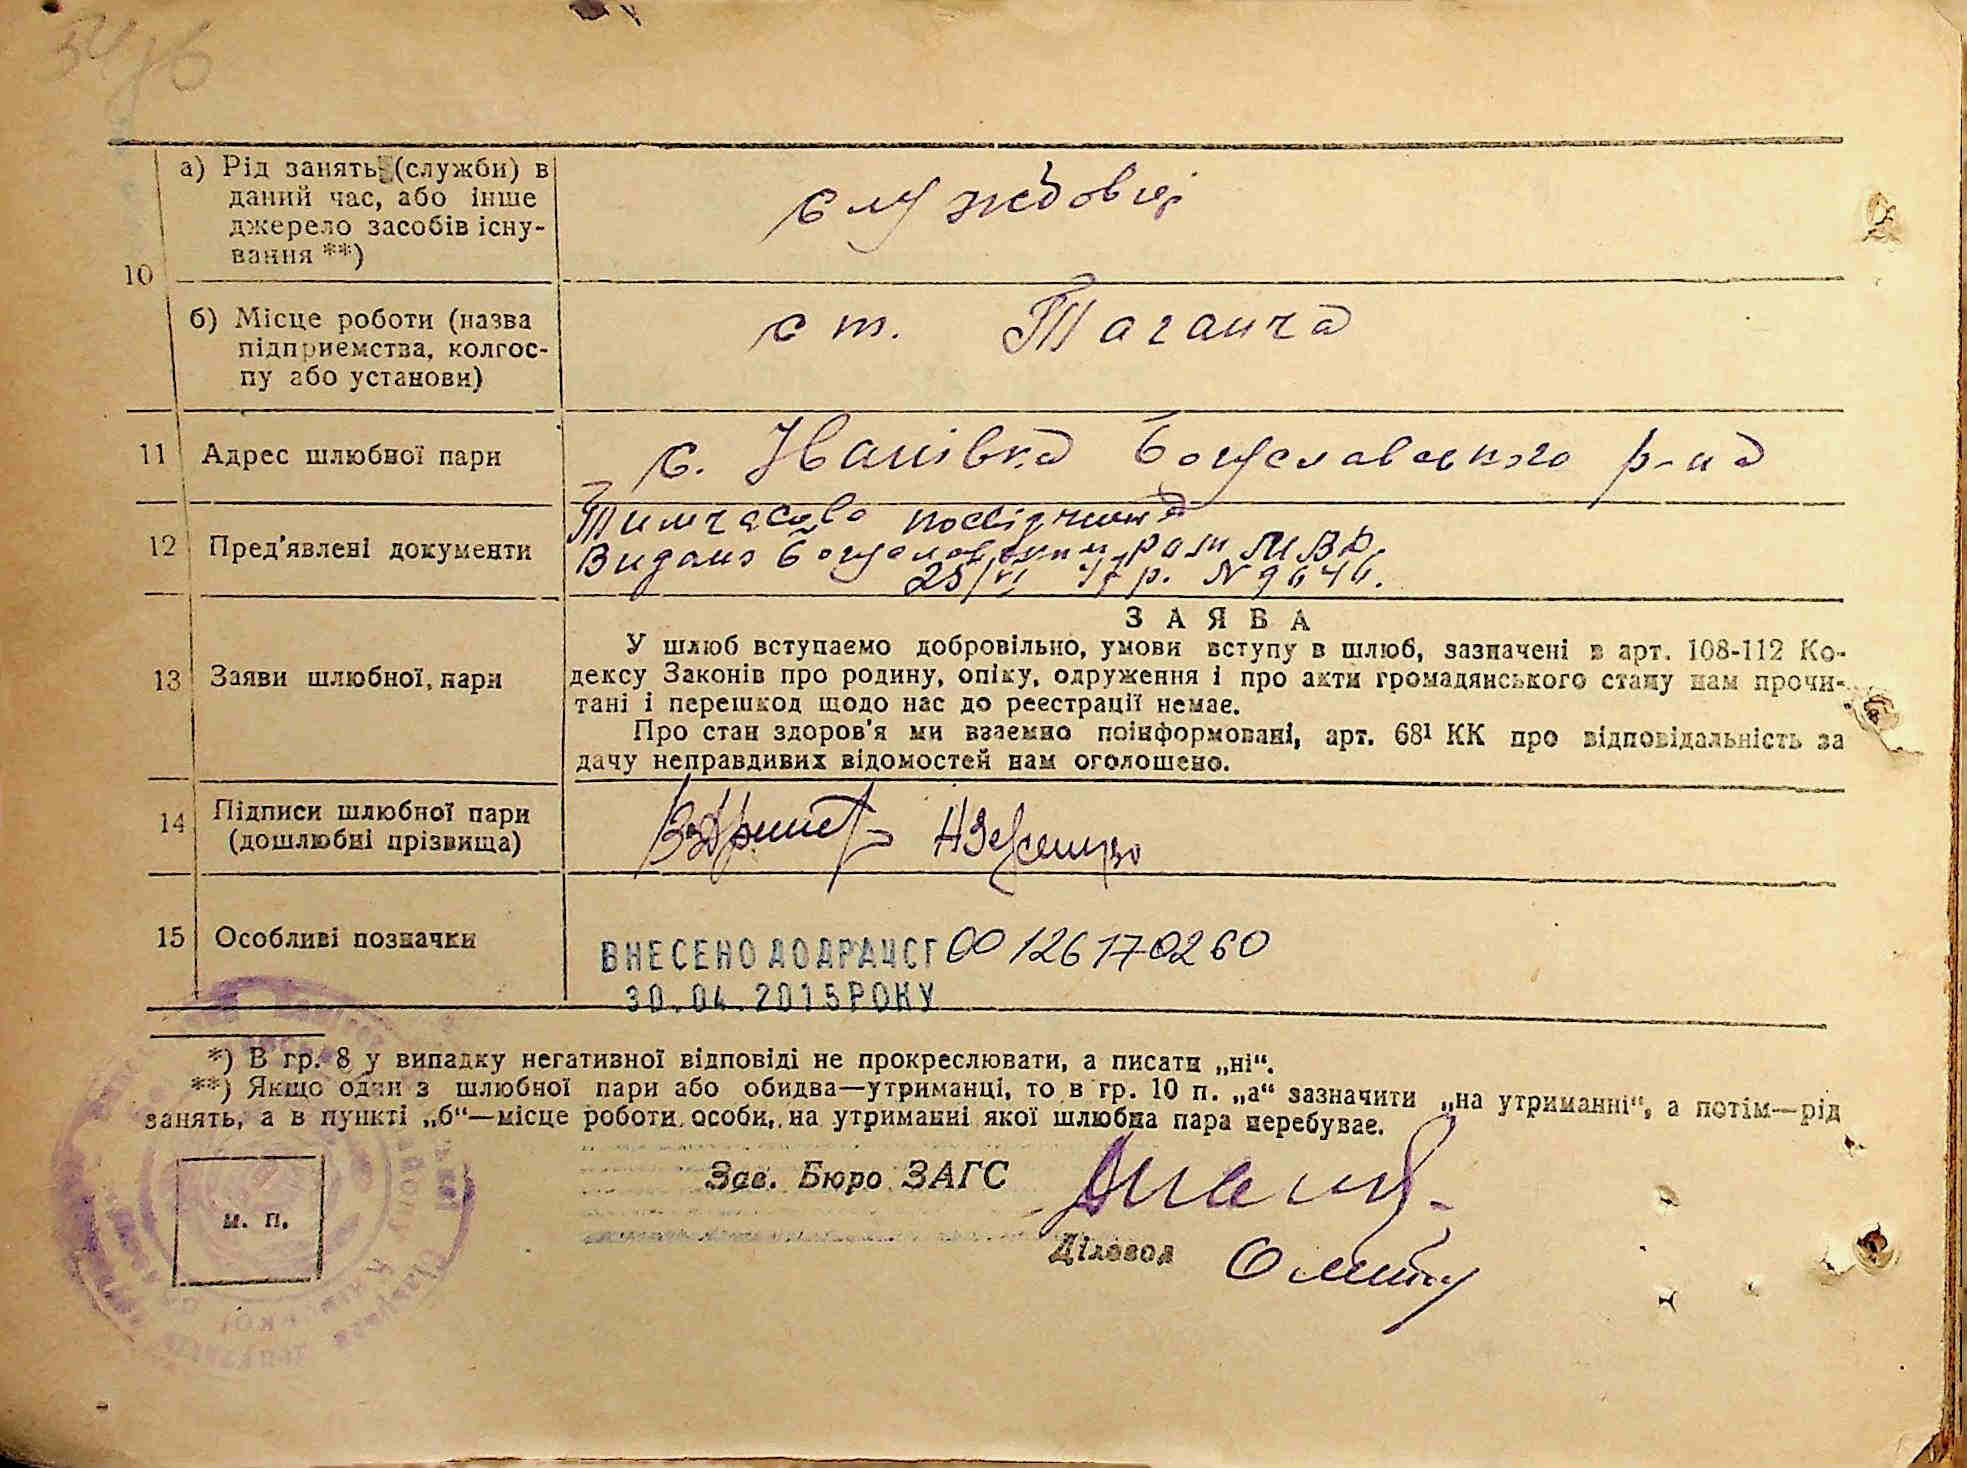 а) Рід занять (служби) в
даний час, або інше
джерело засобів існу-
вання **)
службовці
10
б) Місце роботи (назва
підприємства, колгос-
пу або установи)
ст. Таганча
11 Адрес шлюбної пари
с. Іванівка Богуславського р-на
12 Пред'явлені документи
Тимчасове
Видано Богуславським МВД
25/VI р. N 9646.
13 Заяви шлюбної пари
ЗАЯВА
У шлюб вступаємо добровільно, умови вступу в шлюб, зазначені в арт. 108-112 Ко-
дексу Законів про родину, опіку, одруження і про акти громадянського стану нам прочи-
тані і перешкод щодо нас до реєстрації немає.
Про стан здоров'я ми взаємно поінформовані, арт. 68¹ КК про відповідальність за
дачу неправдивих відомостей нам оголошено.
14 Підписи шлюбної пари
(дошлюбні прізвища)
15 Особливі позначки
ВНЕСЕНО ДО ДРАЦСГ 00126170260
30.04.2015 РОКУ
*) В гр. 8 у випадку негативної відповіді не прокреслювати, а писати „ні“.
**) Якщо один з шлюбної пари або обидва—утриманці, то в гр. 10 п. „а“ зазначити „на утриманні“, а потім—рід
занять, а в пункті „б“—місце роботи особи, на утриманні якої шлюбна пара перебуває.
Зав. Бюро ЗАГС
м. п.
Діловод